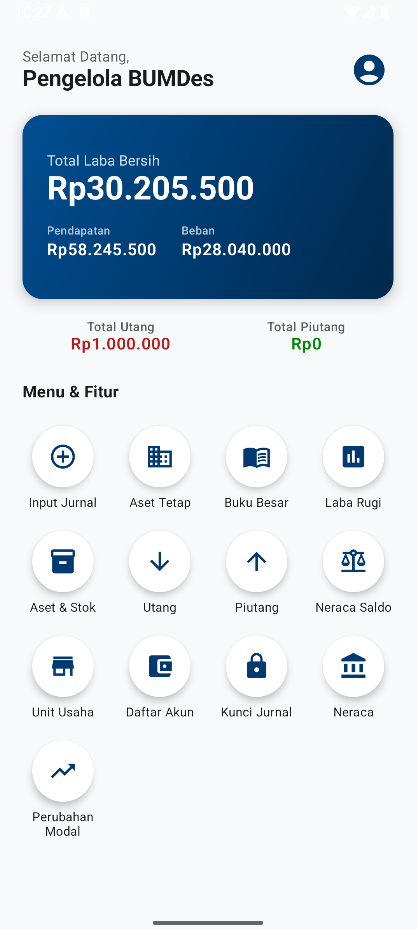 10:27
Selamat Datang,
Pengelola BUMDes
Total Laba Bersih
Rp30.205.500
Pendapatan Beban
Rp58.245.500 Rp28.040.000
Total Utang Total Piutang
Rp1.000.000 Rp0
Menu & Fitur
Input Jurnal Aset Tetap Buku Besar Laba Rugi
Aset & Stok Utang Piutang Neraca Saldo
Unit Usaha Daftar Akun Kunci Jurnal Neraca
Perubahan
Modal